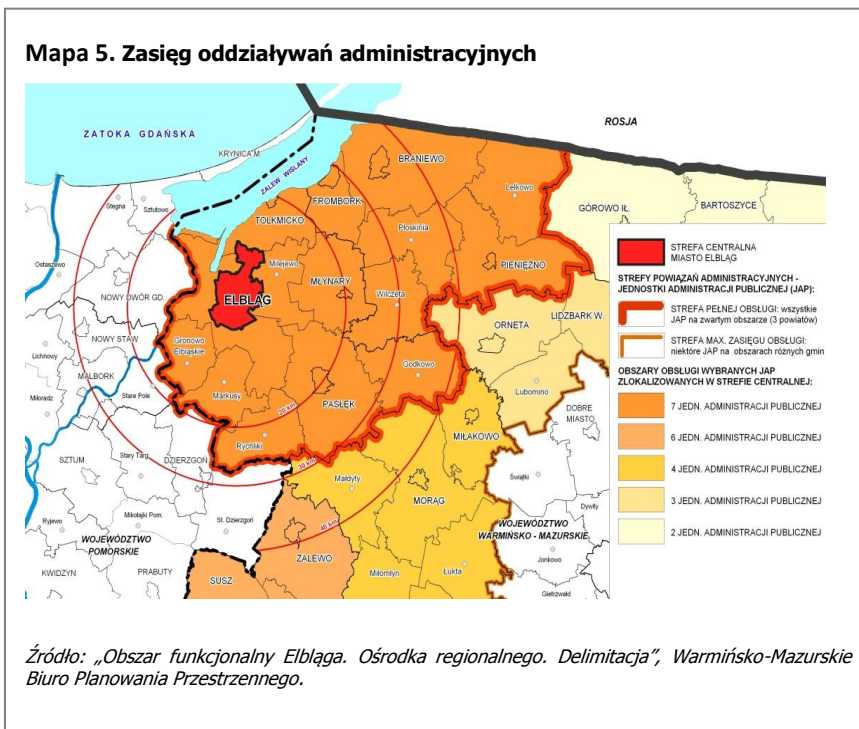 Mapa 5. Zasięg oddziaływań administracyjnych
ROSJA
ZATOKA GDAŃSKA
KRYNICA M.
ZALEW WIŚLANY
BRANIEWO
Stegna
Sztutowo
FROMBORK
Lelkowo
TOLKMICKO
GÓROWO IŁ.
BARTOSZYCE
Płoskinia
Ostaszewo
Milejewo
PIENIĘŻNO
MŁYNARY
NOWY DWÓR GD.
ELBLĄG
Wilczęta
LIDZBARK W.
ORNETA
NOWY STAW
Gronowo
Elbląskie
Lichnowy
MALBORK
Godkowo
Markusy
Lubomino
Stare Pole
PASŁĘK
Miłoradz
20 km
DOBRE
MIASTO
Rychliki
MIŁAKOWO
Stary Targ
DZIERZGOŃ
SZTUM
30 km
Małdyty
Świątki
MORĄG
Ryjewo
Mikołajki Pom.
St. Dzierzgoń
40 km
Dywity
WOJEWÓDZTWO
POMORSKIE
WOJEWÓDZTWO
WARMIŃSKO - MAZURSKIE
ZALEWO
Jonkowo
KWIDZYN
PRABUTY
SUSZ
Miłomłyn
Łukta
Gietrzwałd
STREFA CENTRALNA
MIASTO ELBLĄG
STREFY POWIĄZAŃ ADMINISTRACYJNYCH -
JEDNOSTKI ADMINISTRACJI PUBLICZNEJ (JAP):
STREFA PEŁNEJ OBSŁUGI: wszystkie
JAP na zwartym obszarze (3 powiatów)
STREFA MAX. ZASIĘGU OBSŁUGI:
niektóre JAP na obszarach różnych gmin
OBSZARY OBSŁUGI WYBRANYCH JAP
ZLOKALIZOWANYCH W STREFIE CENTRALNEJ:
7 JEDN. ADMINISTRACJI PUBLICZNEJ
6 JEDN. ADMINISTRACJI PUBLICZNEJ
4 JEDN. ADMINISTRACJI PUBLICZNEJ
3 JEDN. ADMINISTRACJI PUBLICZNEJ
2 JEDN. ADMINISTRACJI PUBLICZNEJ
Źródło: „Obszar funkcjonalny Elbląga. Ośrodka regionalnego. Delimitacja”, Warmińsko-Mazurskie
Biuro Planowania Przestrzennego.